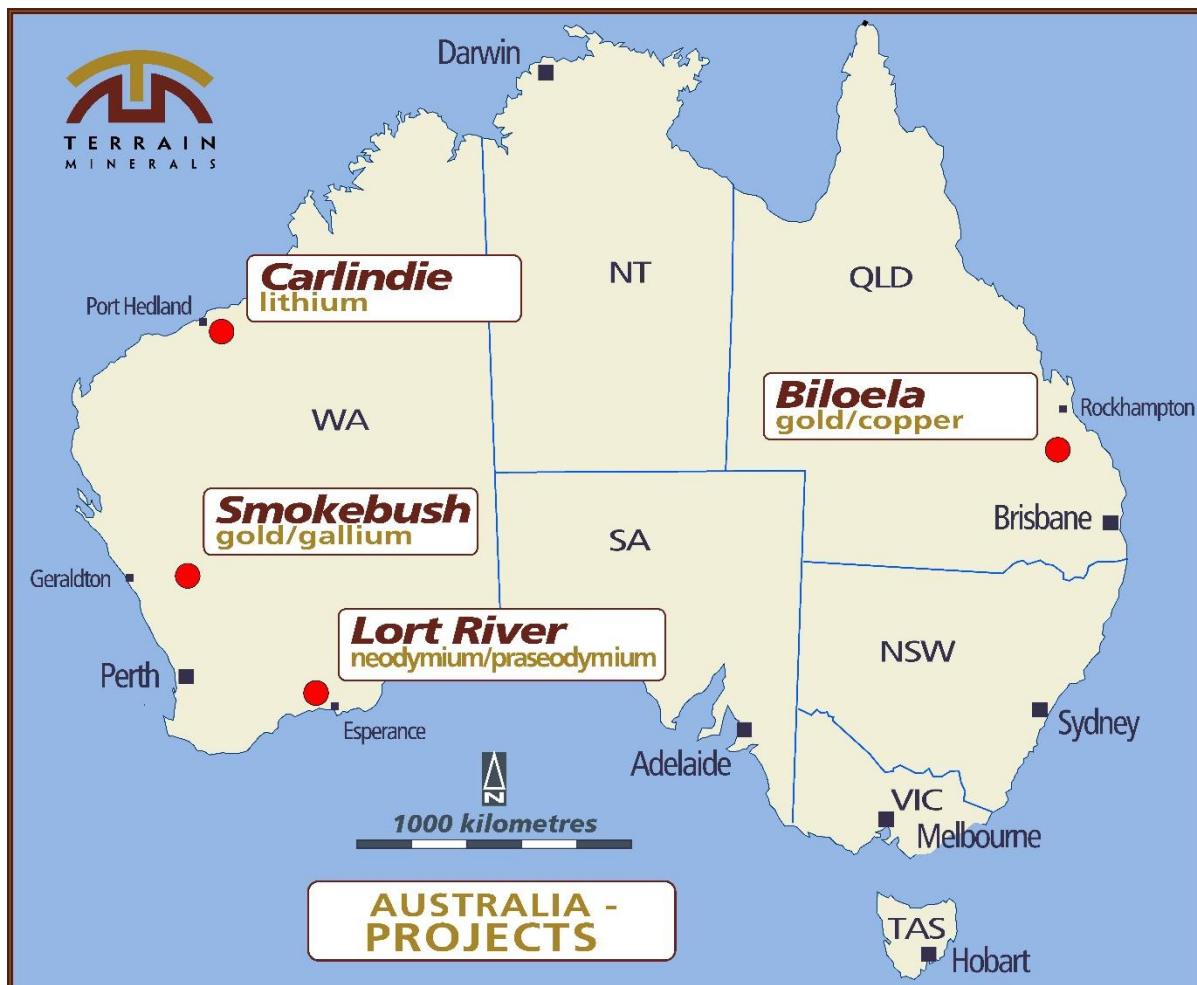 TERRAIN
MINERALS
Darwin
Carlindie
lithium
Port Hedland
NT
QLD
WA
Biloela
gold/copper
Rockhampton
Smokebush
gold/gallium
Geraldton
SA
Brisbane
Lort River
neodymium/praseodymium
Perth
Esperance
NSW
Sydney
Adelaide
N
1000 kilometres
VIC
Melbourne
AUSTRALIA -
PROJECTS
TAS
Hobart